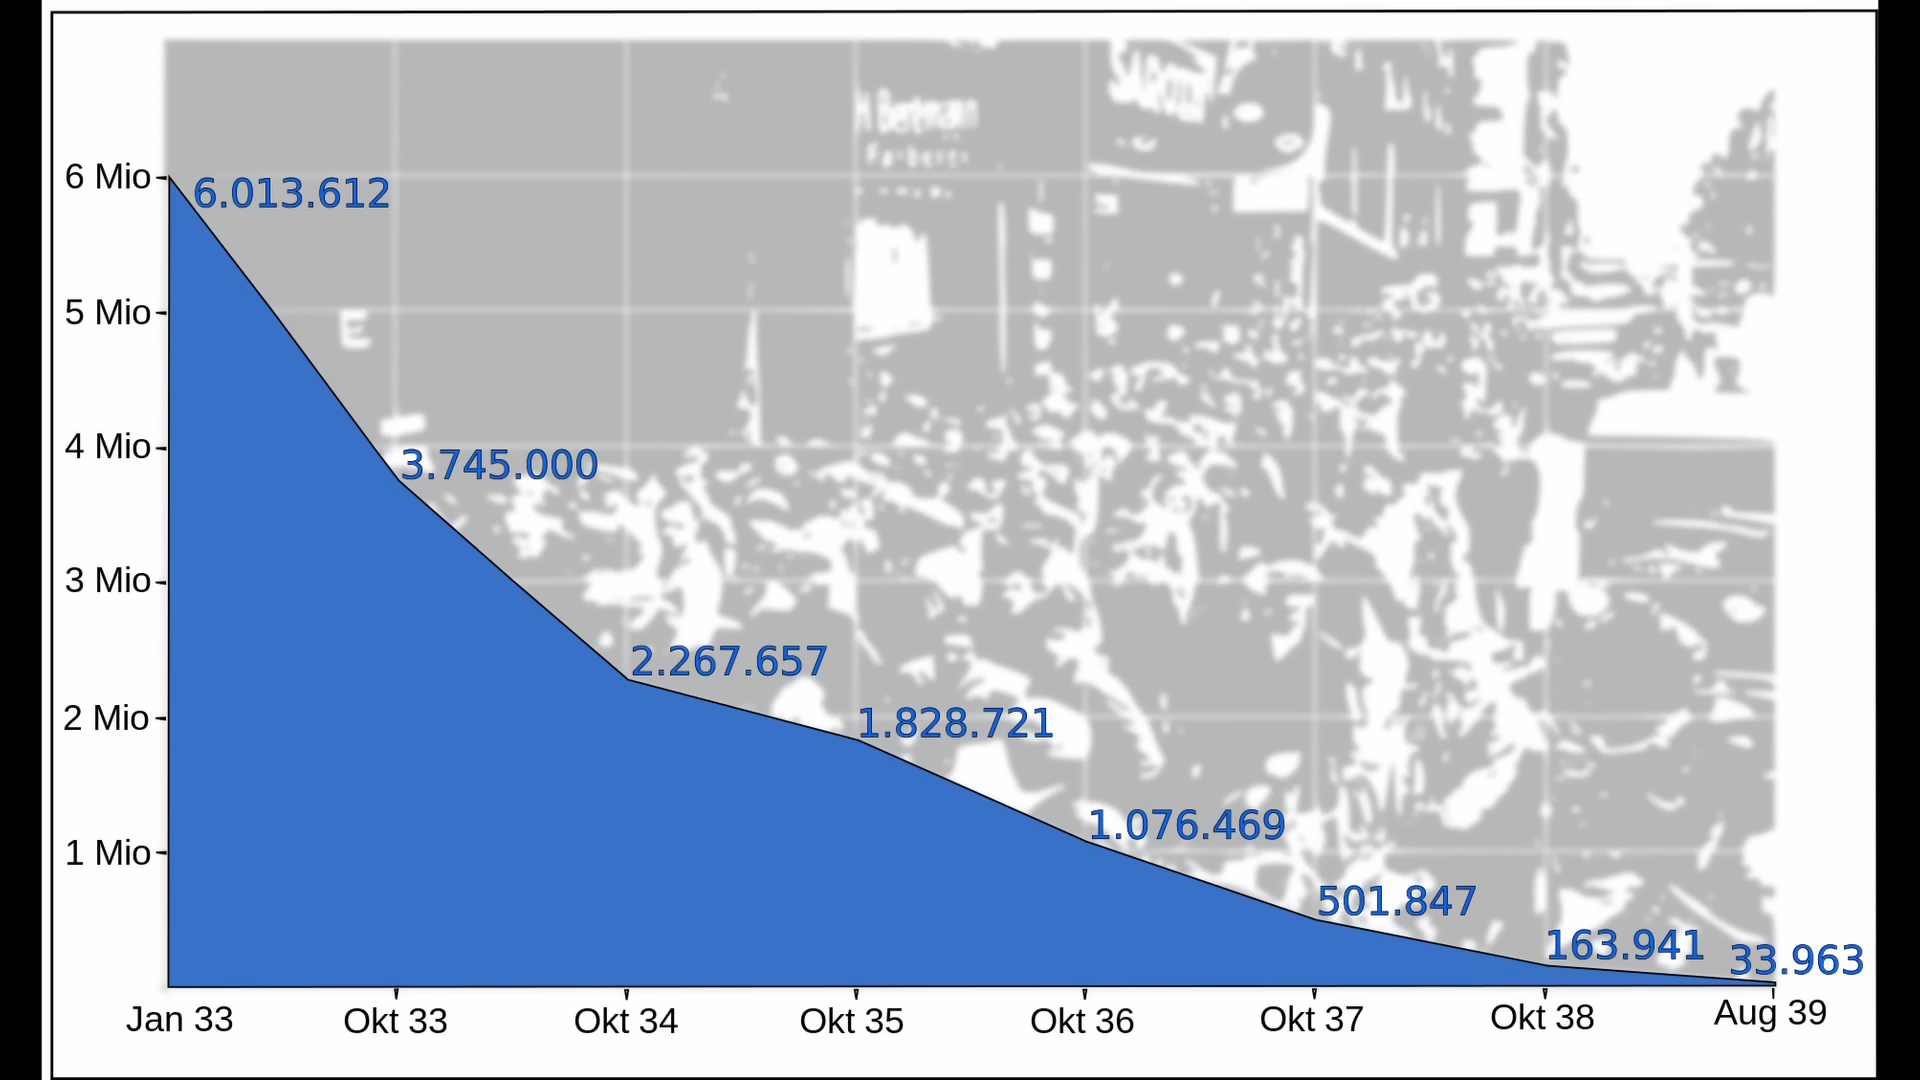 6 Mio
5 Mio
4 Mio
3 Mio
2 Mio
1 Mio
6.013.612
3.745.000
2.267.657
1.828.721
1.076.469
501.847
163.941
33.963
Jan 33
Okt 33
Okt 34
Okt 35
Okt 36
Okt 37
Okt 38
Aug 39
E